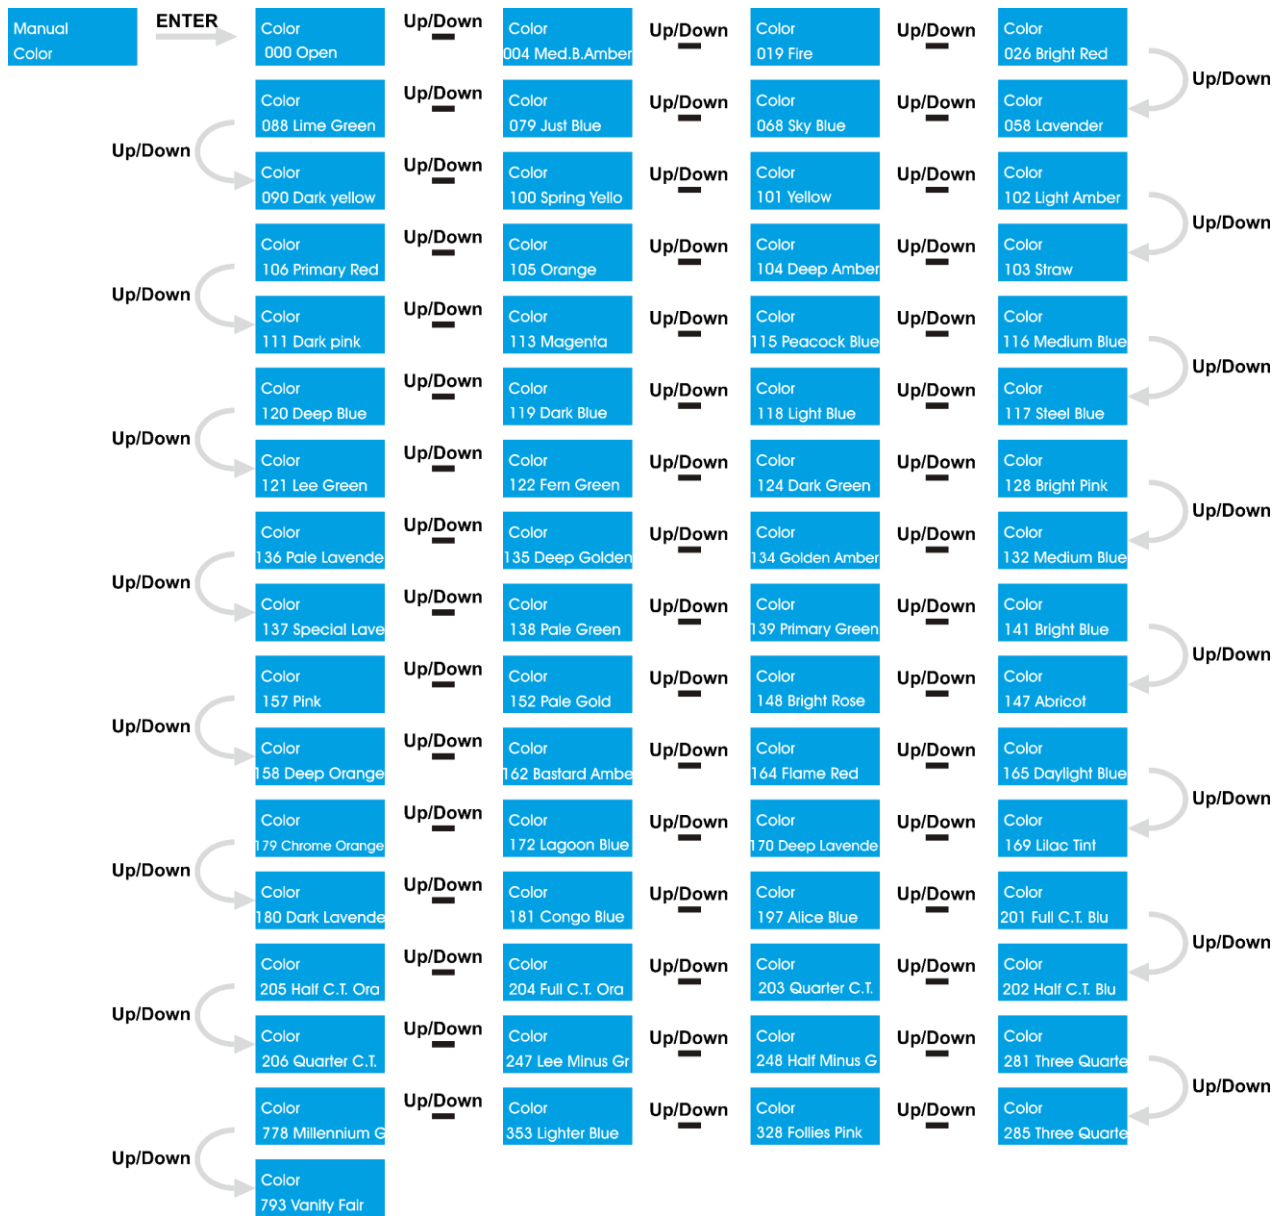 Manual
Color
ENTER
Color
000 Open
Up/Down
Color
004 Med.B.Amber
Up/Down
Color
019 Fire
Up/Down
Color
026 Bright Red
Up/Down
Color
088 Lime Green
Up/Down
Color
079 Just Blue
Up/Down
Color
068 Sky Blue
Up/Down
Color
058 Lavender
Up/Down
Color
090 Dark yellow
Up/Down
Color
100 Spring Yello
Up/Down
Color
101 Yellow
Up/Down
Color
102 Light Amber
Up/Down
Color
106 Primary Red
Up/Down
Color
105 Orange
Up/Down
Color
104 Deep Amber
Up/Down
Color
103 Straw
Up/Down
Color
111 Dark pink
Up/Down
Color
113 Magenta
Up/Down
Color
115 Peacock Blue
Up/Down
Color
116 Medium Blue
Up/Down
Color
120 Deep Blue
Up/Down
Color
119 Dark Blue
Up/Down
Color
118 Light Blue
Up/Down
Color
117 Steel Blue
Up/Down
Color
121 Lee Green
Up/Down
Color
122 Fern Green
Up/Down
Color
124 Dark Green
Up/Down
Color
128 Bright Pink
Up/Down
Color
136 Pale Lavende
Up/Down
Color
135 Deep Golden
Up/Down
Color
134 Golden Amber
Up/Down
Color
132 Medium Blue
Up/Down
Color
137 Special Lave
Up/Down
Color
138 Pale Green
Up/Down
Color
139 Primary Green
Up/Down
Color
141 Bright Blue
Up/Down
Color
157 Pink
Up/Down
Color
152 Pale Gold
Up/Down
Color
148 Bright Rose
Up/Down
Color
147 Abricot
Up/Down
Color
158 Deep Orange
Up/Down
Color
162 Bastard Ambe
Up/Down
Color
164 Flame Red
Up/Down
Color
165 Daylight Blue
Up/Down
Color
179 Chrome Orange
Up/Down
Color
172 Lagoon Blue
Up/Down
Color
170 Deep Lavende
Up/Down
Color
169 Lilac Tint
Up/Down
Color
180 Dark Lavende
Up/Down
Color
181 Congo Blue
Up/Down
Color
197 Alice Blue
Up/Down
Color
201 Full C.T. Blu
Up/Down
Color
205 Half C.T. Ora
Up/Down
Color
204 Full C.T. Ora
Up/Down
Color
203 Quarter C.T.
Up/Down
Color
202 Half C.T. Blu
Up/Down
Color
206 Quarter C.T.
Up/Down
Color
247 Lee Minus Gr
Up/Down
Color
248 Half Minus G
Up/Down
Color
281 Three Quarte
Up/Down
Color
778 Millennium G
Up/Down
Color
353 Lighter Blue
Up/Down
Color
328 Follies Pink
Up/Down
Color
285 Three Quarte
Up/Down
Color
793 Vanity Fair